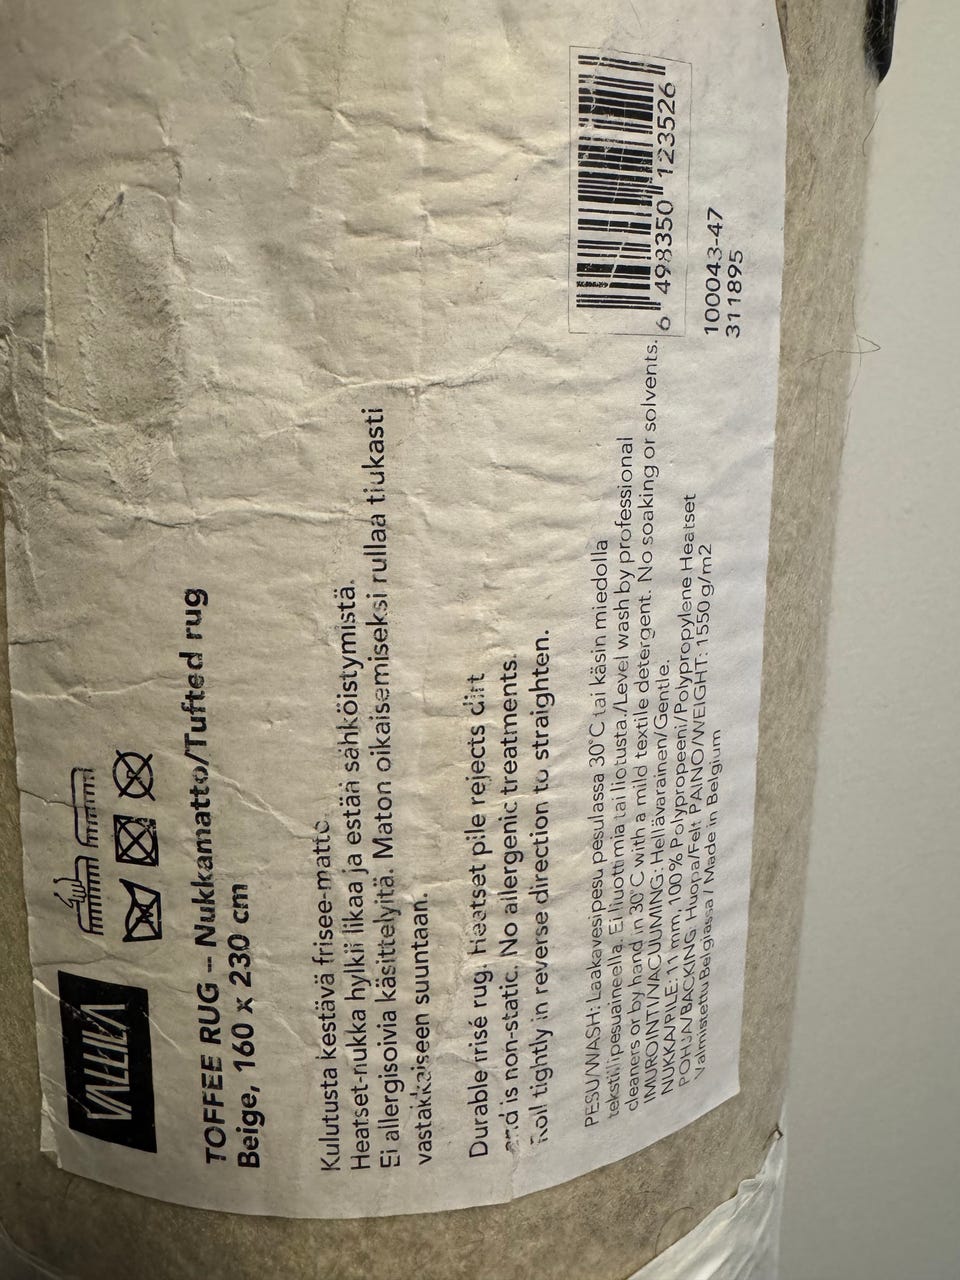 VALLILA
TOFFEE RUG – Nukkamatto/Tufted rug
Beige, 160 x 230 cm
Kulutusta kestävä frisee-matto.
Heatset-nukka hylkii likaa ja estää sähköistymistä.
Ei allergisoivia käsittelyitä. Maton oikaisemiseksi rullaa tiukasti
vastakkaiseen suuntaan.
Durable frisé rug. Heatset pile rejects dirt
and is non-static. No allergenic treatments.
Roll tightly in reverse direction to straighten.
PESU/WASH: Laakavesipesu pesulassa 30°C tai käsin miedolla
tekstiilipesuaineella. Ei liuottimia tai liotusta./Level wash by professional
cleaners or by hand in 30°C with a mild textile detergent. No soaking or solvents.
IMUROINTI/VACUUMING: Hellävarainen/Gentle.
NUKKA/PILE: 11 mm, 100 % Polypropeeni/Polypropylene Heatset
POHJA/BACKING: Huopa/Felt PAINO/WEIGHT: 1550 g/m2
Valmistettu Belgiassa / Made in Belgium
6 498350 123526
100043-47
311895